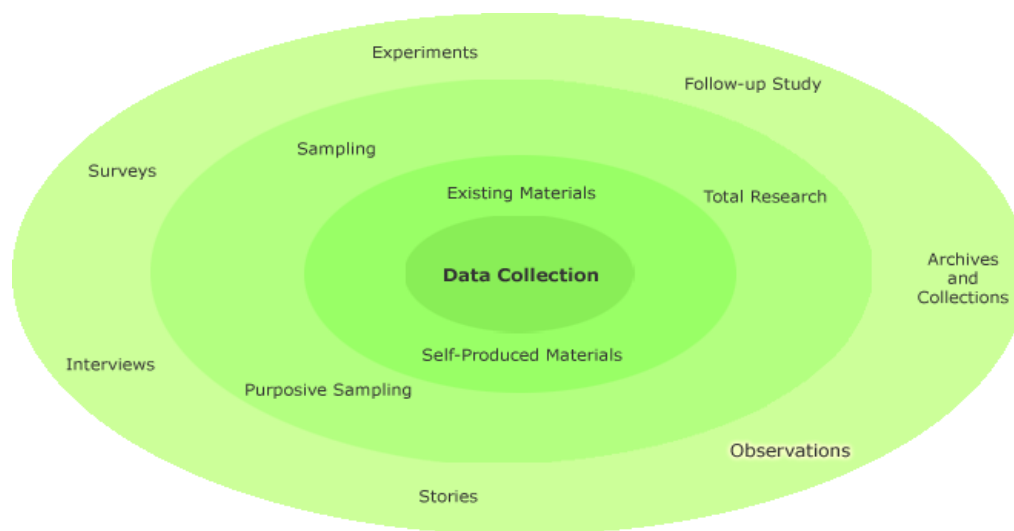 Experiments
Follow-up Study
Sampling
Surveys
Existing Materials
Total Research
Archives
and
Collections
Data Collection
Self-Produced Materials
Interviews
Purposive Sampling
Observations
Stories